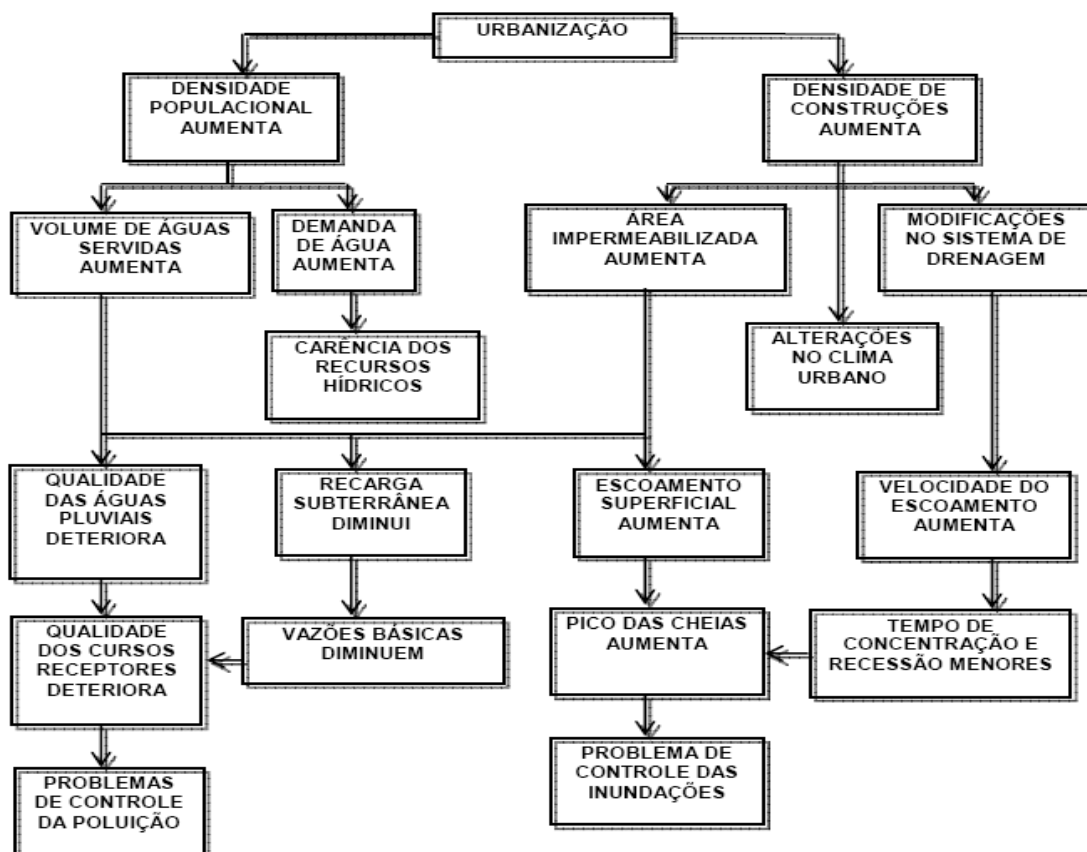 URBANIZAÇÃO
DENSIDADE
POPULACIONAL
AUMENTA
DENSIDADE DE
CONSTRUÇÕES
AUMENTA
VOLUME DE ÁGUAS
SERVIDAS
AUMENTA
DEMANDA
DE ÁGUA
AUMENTA
ÁREA
IMPERMEABILIZADA
AUMENTA
MODIFICAÇÕES
NO SISTEMA DE
DRENAGEM
CARÊNCIA DOS
RECURSOS
HÍDRICOS
ALTERAÇÕES
NO CLIMA
URBANO
QUALIDADE
DAS ÁGUAS
PLUVIAIS
DETERIORA
RECARGA
SUBTERRÂNEA
DIMINUI
ESCOAMENTO
SUPERFICIAL
AUMENTA
VELOCIDADE DO
ESCOAMENTO
AUMENTA
QUALIDADE
DOS CURSOS
RECEPTORES
DETERIORA
VAZÕES BÁSICAS
DIMINUEM
PICO DAS CHEIAS
AUMENTA
TEMPO DE
CONCENTRAÇÃO E
RECESSÃO MENORES
PROBLEMAS
DE CONTROLE
DA POLUIÇÃO
PROBLEMA DE
CONTROLE DAS
INUNDAÇÕES